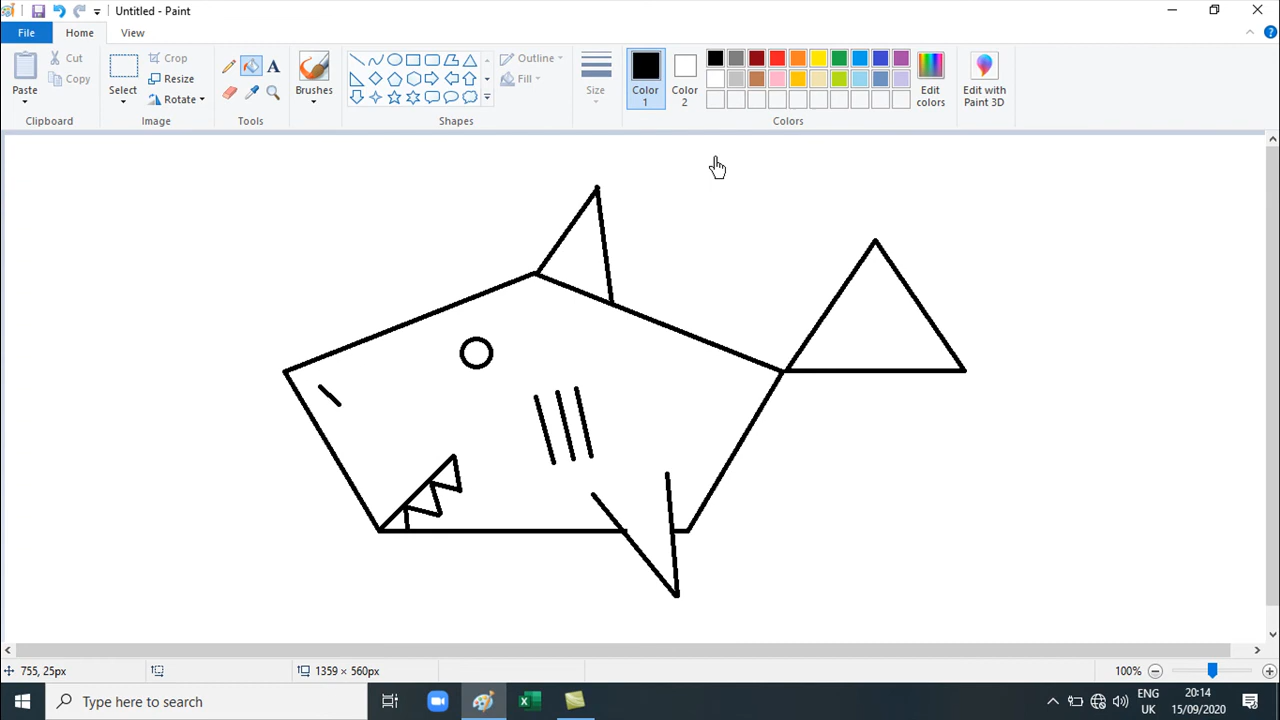 Untitled - Paint
File
Home
View
Paste
Cut
Copy
Clipboard
Select
Crop
Resize
Rotate
Image
A
Tools
Brushes
Outline
Fill
Shapes
Size
Color
1
Color
2
Edit
colors
Colors
Edit with
Paint 3D
755, 25px
1359 × 560px
100%
Type here to search
ENG
UK
20:14
15/09/2020